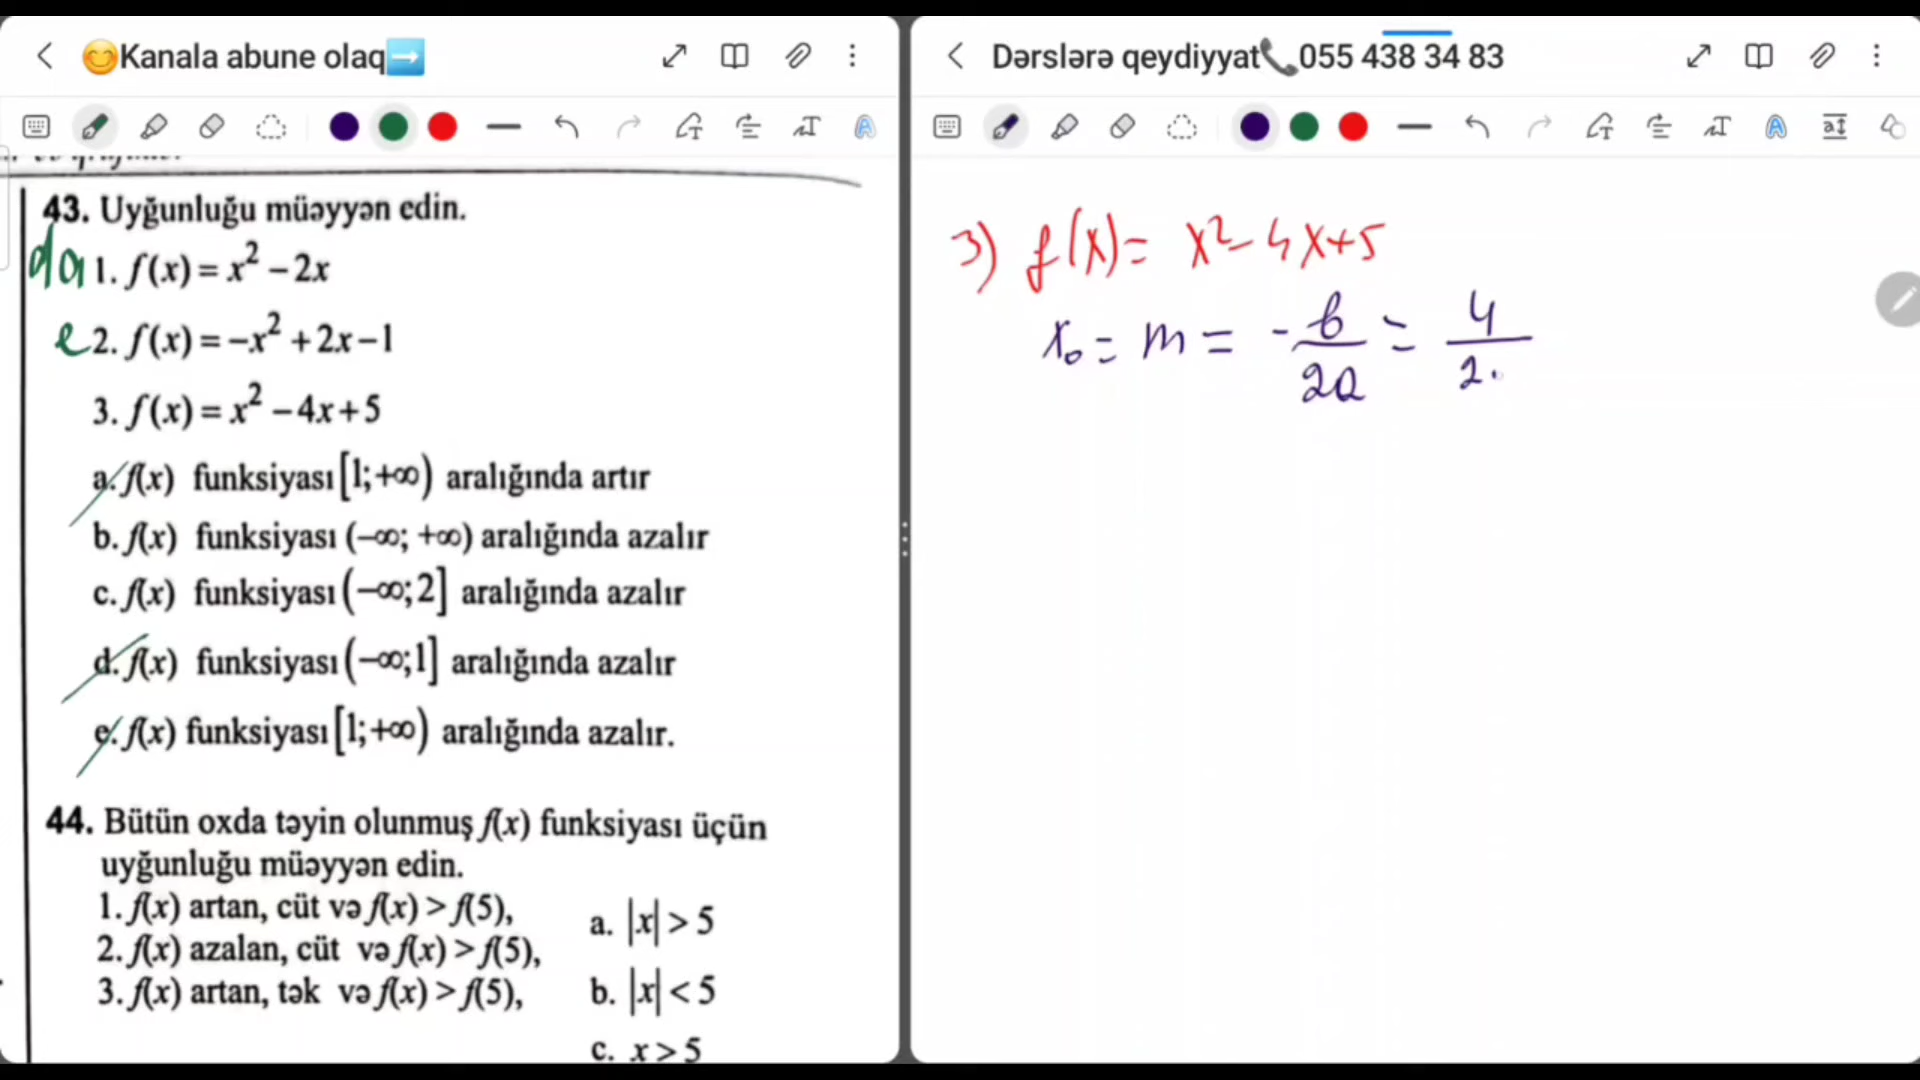 😊Kanala abune olaq➡️
43. Uyğunluğu müəyyən edin.
da 1. f(x) = x² − 2x
e 2. f(x) = −x² + 2x − 1
3. f(x) = x² − 4x + 5
a. f(x) funksiyası [1; +∞) aralığında artır
b. f(x) funksiyası (−∞; +∞) aralığında azalır
c. f(x) funksiyası (−∞; 2] aralığında azalır
d. f(x) funksiyası (−∞; 1] aralığında azalır
e. f(x) funksiyası [1; +∞) aralığında azalır.
44. Bütün oxda təyin olunmuş f(x) funksiyası üçün
uyğunluğu müəyyən edin.
1. f(x) artan, cüt və f(x) > f(5),
2. f(x) azalan, cüt və f(x) > f(5),
3. f(x) artan, tək və f(x) > f(5),
a. |x| > 5
b. |x| < 5
c. x > 5
Dərslərə qeydiyyat📞055 438 34 83
3) f(x) = x² − 4x + 5
x₀ = m = − b/2a = 4/2·